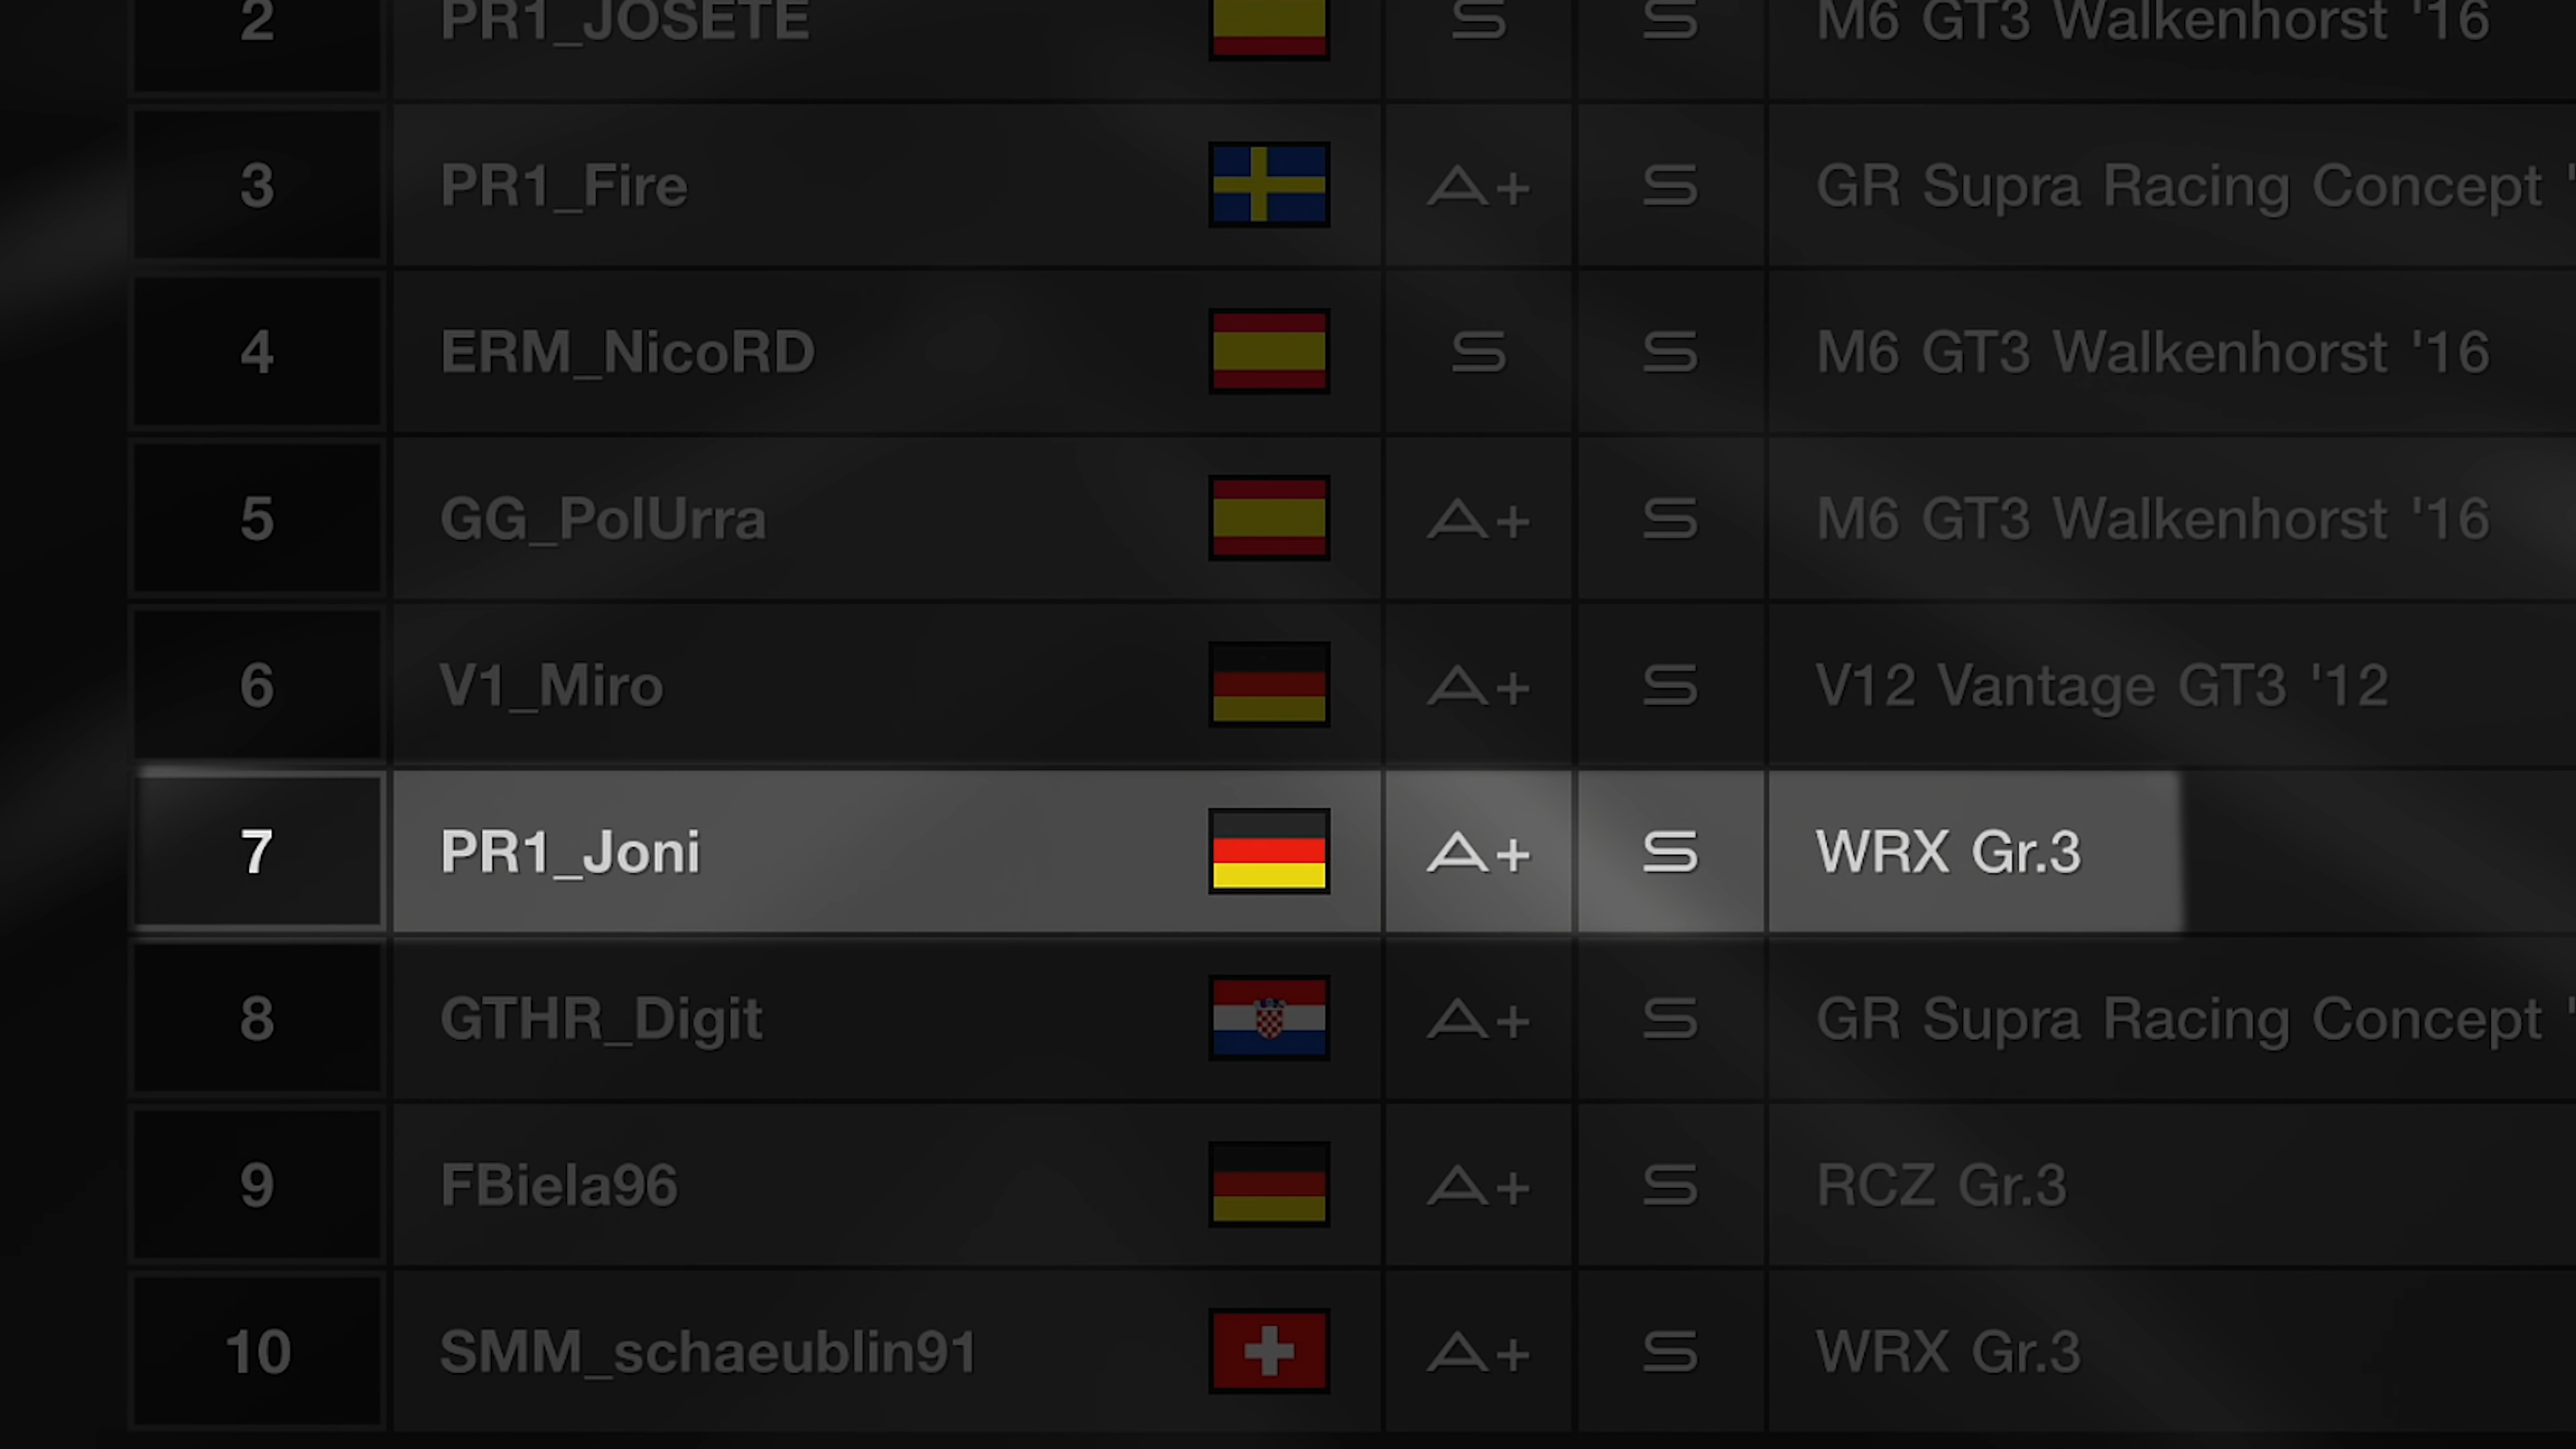 2 PR1_JOSETE S S M6 GT3 Walkenhorst '16
3 PR1_Fire A+ S GR Supra Racing Concept '
4 ERM_NicoRD S S M6 GT3 Walkenhorst '16
5 GG_PolUrra A+ S M6 GT3 Walkenhorst '16
6 V1_Miro A+ S V12 Vantage GT3 '12
7 PR1_Joni A+ S WRX Gr.3
8 GTHR_Digit A+ S GR Supra Racing Concept '
9 FBiela96 A+ S RCZ Gr.3
10 SMM_schaeublin91 A+ S WRX Gr.3